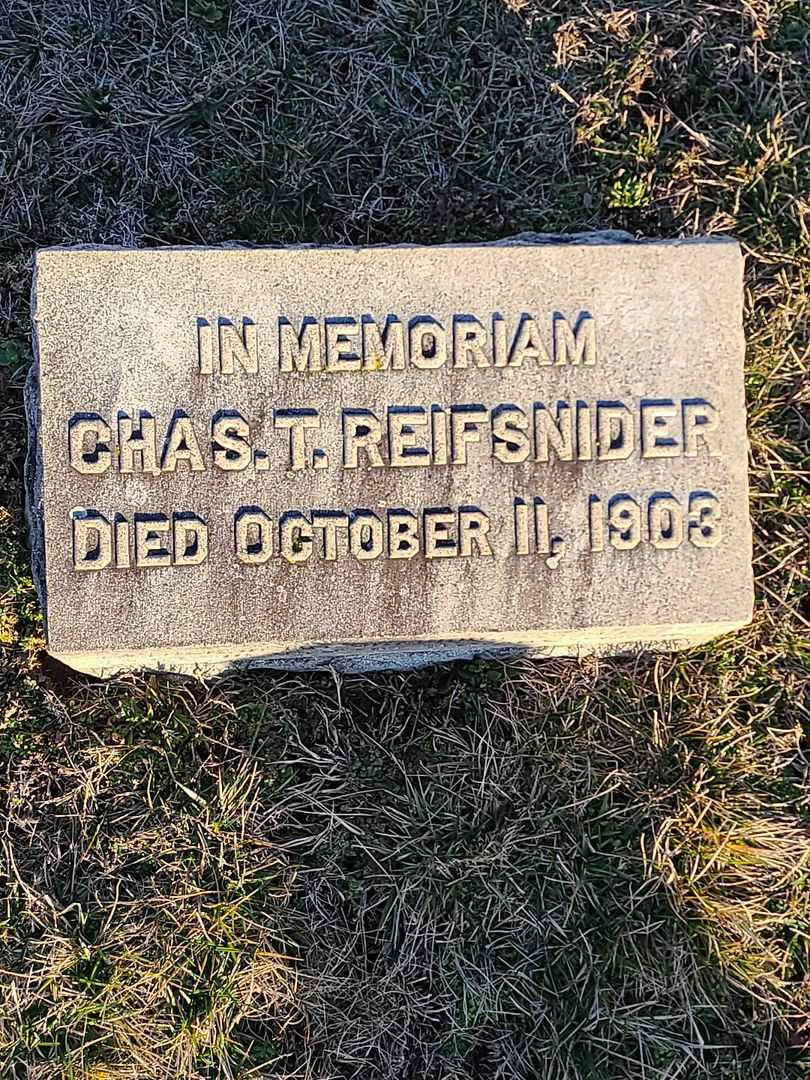 IN MEMORIAM
CHAS. T. REIFSNIDER
DIED OCTOBER 11, 1903